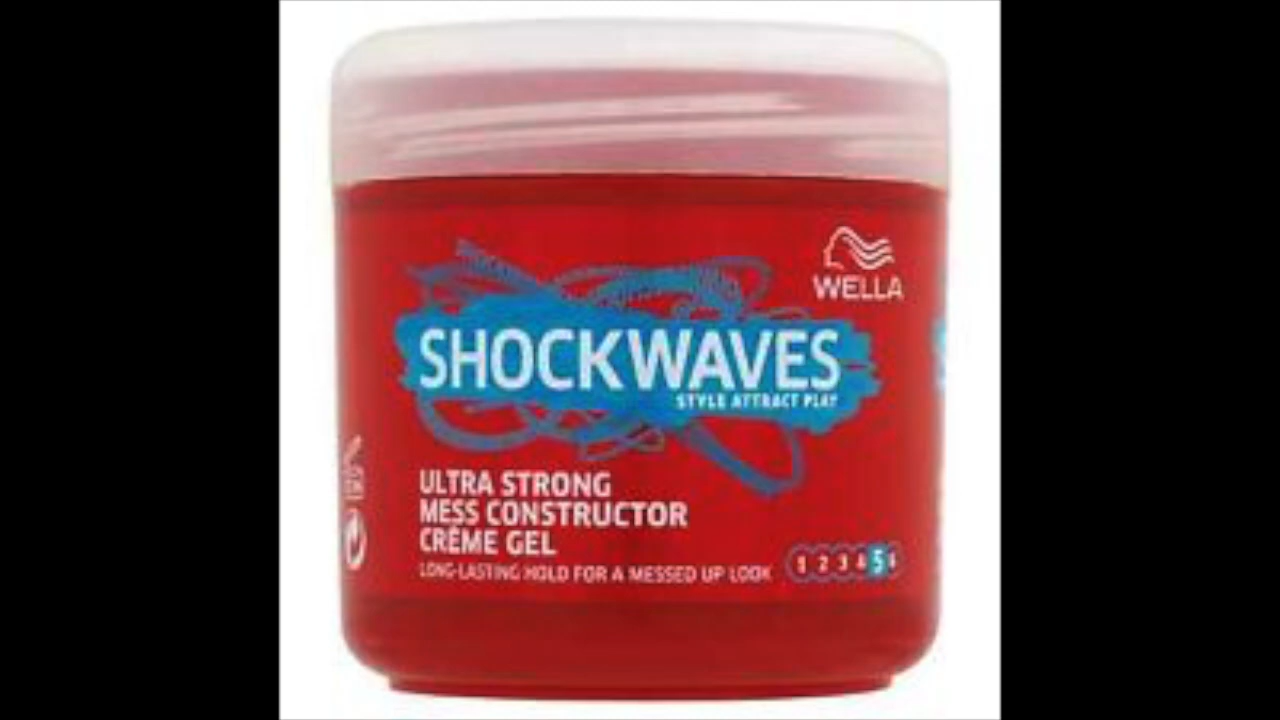 WELLA
SHOCKWAVES
STYLE ATTRACT PLAY
ULTRA STRONG
MESS CONSTRUCTOR
CRÈME GEL
LONG-LASTING HOLD FOR A MESSED UP LOOK
1 2 3 4 5 6